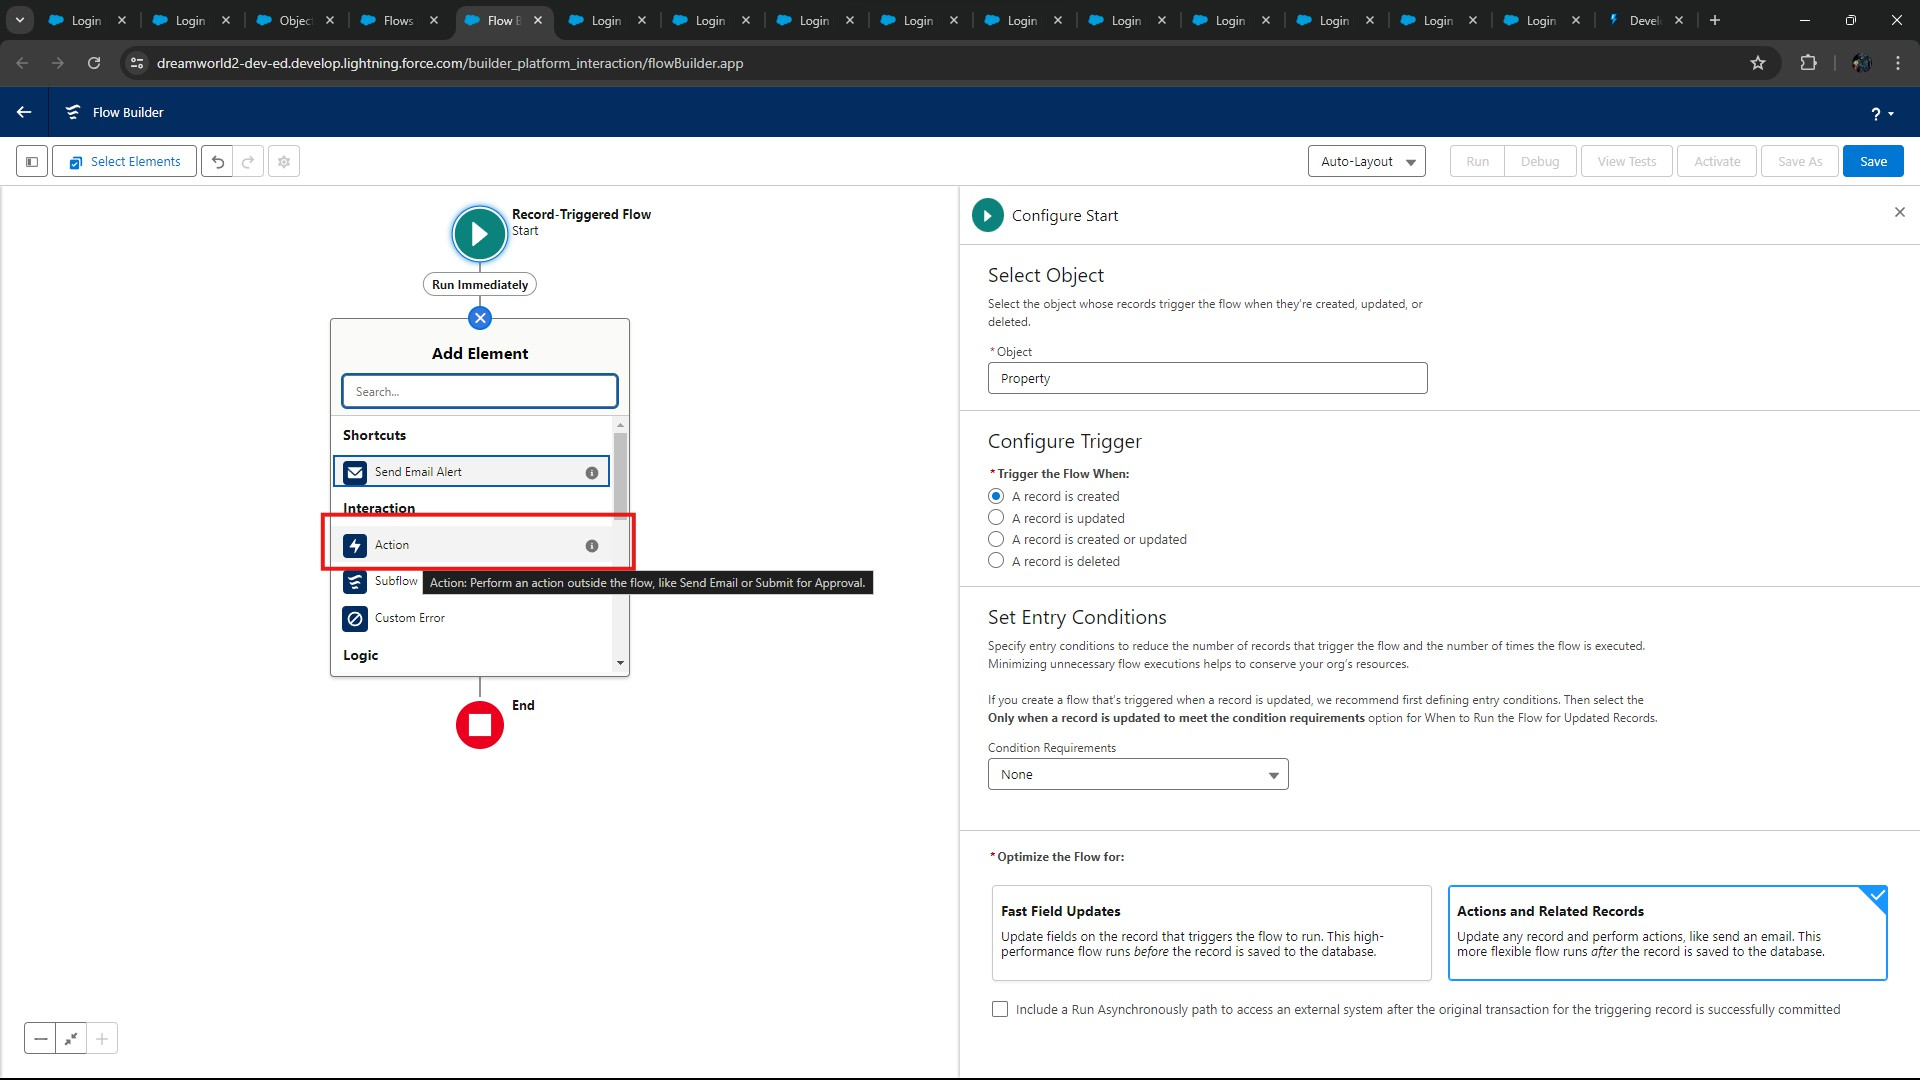 Login
Login
Objec
Flows
Flow B
Login
Login
Login
Login
Login
Login
Login
Login
Login
Login
Devel
dreamworld2-dev-ed.develop.lightning.force.com/builder_platform_interaction/flowBuilder.app
Flow Builder
?
Select Elements
Auto-Layout
Run
Debug
View Tests
Activate
Save As
Save
Record-Triggered Flow
Start
Run Immediately
Add Element
Search...
Shortcuts
Send Email Alert
Interaction
Action
Subflow
Action: Perform an action outside the flow, like Send Email or Submit for Approval.
Custom Error
Logic
End
Configure Start
Select Object
Select the object whose records trigger the flow when they're created, updated, or
deleted.
*Object
Property
Configure Trigger
*Trigger the Flow When:
A record is created
A record is updated
A record is created or updated
A record is deleted
Set Entry Conditions
Specify entry conditions to reduce the number of records that trigger the flow and the number of times the flow is executed.
Minimizing unnecessary flow executions helps to conserve your org's resources.
If you create a flow that's triggered when a record is updated, we recommend first defining entry conditions. Then select the
Only when a record is updated to meet the condition requirements option for When to Run the Flow for Updated Records.
Condition Requirements
None
*Optimize the Flow for:
Fast Field Updates
Update fields on the record that triggers the flow to run. This high-
performance flow runs before the record is saved to the database.
Actions and Related Records
Update any record and perform actions, like send an email. This
more flexible flow runs after the record is saved to the database.
Include a Run Asynchronously path to access an external system after the original transaction for the triggering record is successfully committed